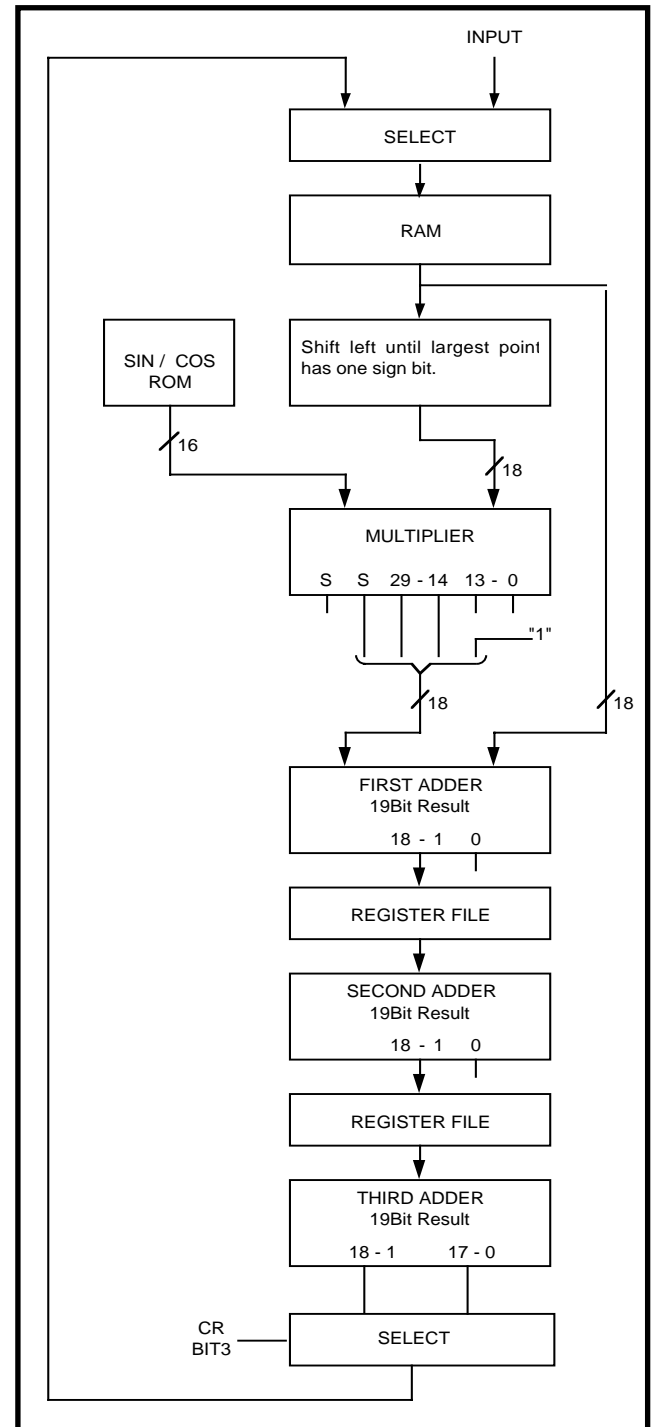 INPUT
SELECT
RAM
Shift left until largest point
has one sign bit.
SIN / COS
ROM
16
18
MULTIPLIER
S S 29 - 14 13 - 0
"1"
18
18
FIRST ADDER
19Bit Result
18 - 1 0
REGISTER FILE
SECOND ADDER
19Bit Result
18 - 1 0
REGISTER FILE
THIRD ADDER
19Bit Result
18 - 1 17 - 0
CR
BIT3
SELECT